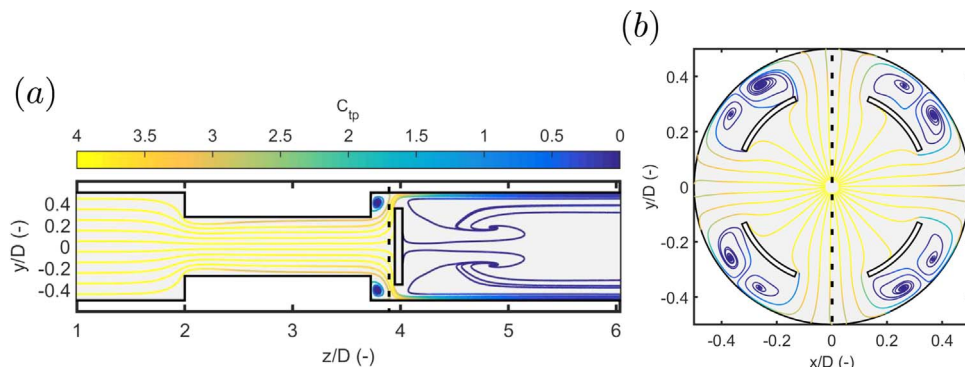 (a)
C_tp
4 3.5 3 2.5 2 1.5 1 0.5 0
y/D (-)
0.4
0.2
0
-0.2
-0.4
1 2 3 4 5 6
z/D (-)
(b)
y/D (-)
0.4
0.2
0
-0.2
-0.4
-0.4 -0.2 0 0.2 0.4
x/D (-)